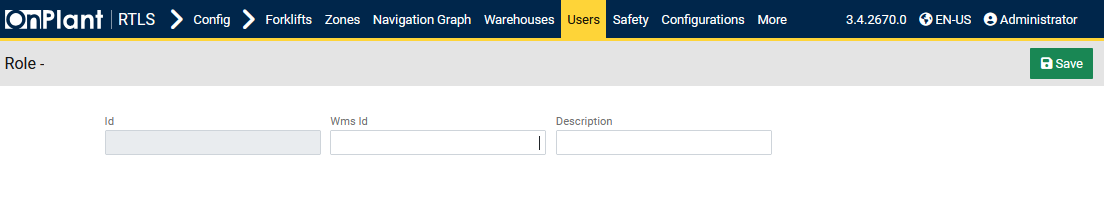 OnPlant RTLS Config Forklifts Zones Navigation Graph Warehouses Users Safety Configurations More 3.4.2670.0 EN-US Administrator
Role - Save
Id Wms Id Description